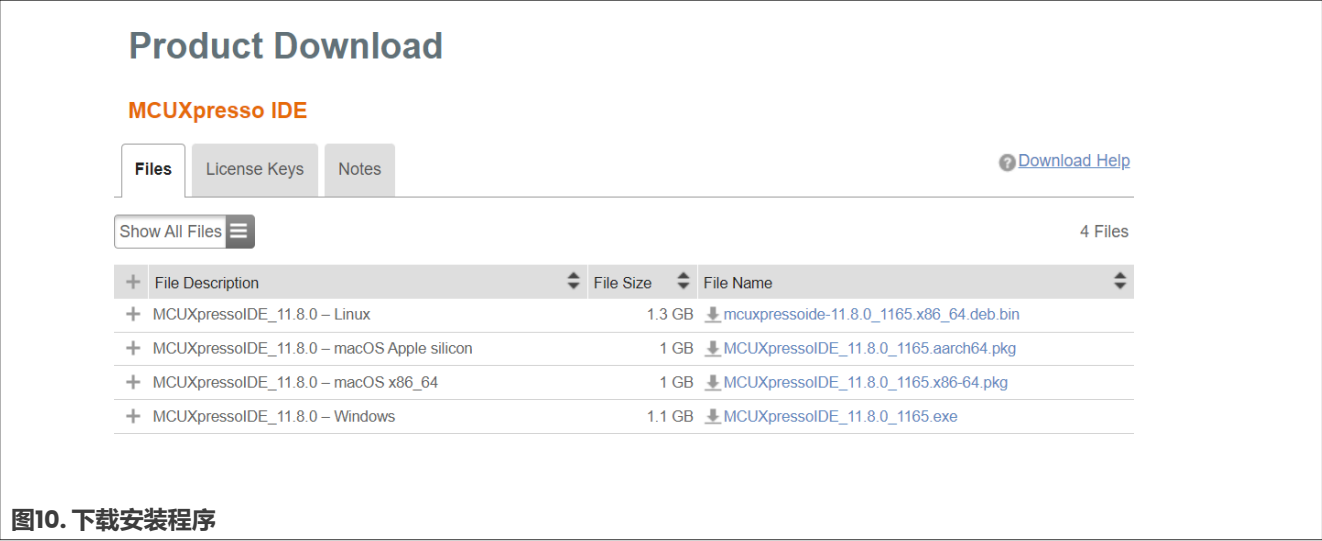 Product Download
MCUXpresso IDE
Files License Keys Notes
Download Help
Show All Files
4 Files
File Description File Size File Name
MCUXpressoIDE_11.8.0 – Linux 1.3 GB mcuxpressoide-11.8.0_1165.x86_64.deb.bin
MCUXpressoIDE_11.8.0 – macOS Apple silicon 1 GB MCUXpressoIDE_11.8.0_1165.aarch64.pkg
MCUXpressoIDE_11.8.0 – macOS x86_64 1 GB MCUXpressoIDE_11.8.0_1165.x86-64.pkg
MCUXpressoIDE_11.8.0 – Windows 1.1 GB MCUXpressoIDE_11.8.0_1165.exe
图10. 下载安装程序